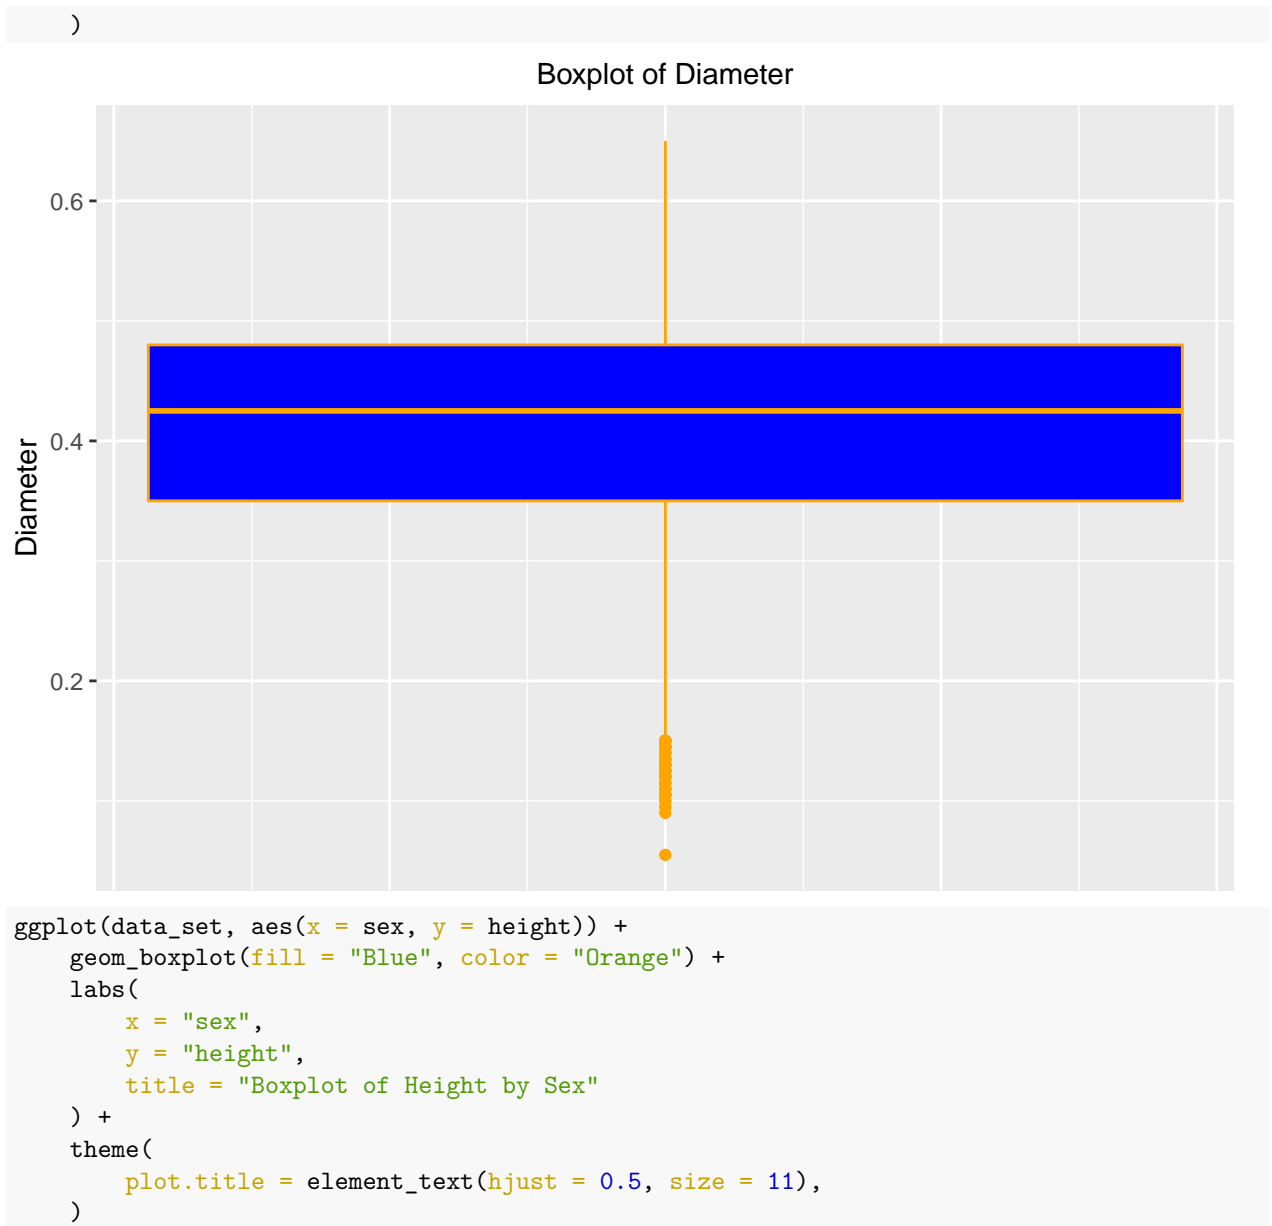 )
Boxplot of Diameter
0.6
0.4
0.2
Diameter
ggplot(data_set, aes(x = sex, y = height)) +
    geom_boxplot(fill = "Blue", color = "Orange") +
    labs(
        x = "sex",
        y = "height",
        title = "Boxplot of Height by Sex"
    ) +
    theme(
        plot.title = element_text(hjust = 0.5, size = 11),
    )